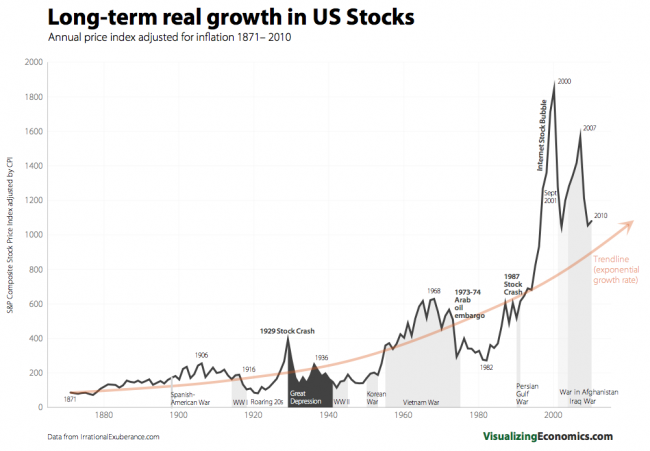 Long-term real growth in US Stocks
Annual price index adjusted for inflation 1871– 2010
S&P Composite Stock Price Index adjusted by CPI
2000
1800
1600
1400
1200
1000
800
600
400
200
0
2000
Internet Stock Bubble
2007
Sept
2001
2010
Trendline
(exponential
growth rate)
1987
Stock
Crash
1973-74
Arab
oil
embargo
1968
1982
1929 Stock Crash
1936
1906
1916
1871
Spanish-
American War
WW I
Roaring 20s
Great
Depression
WW II
Korean
War
Vietnam War
Persian
Gulf
War
War in Afghanistan
Iraq War
1880
1900
1920
1940
1960
1980
2000
Data from IrrationalExuberance.com
VisualizingEconomics.com